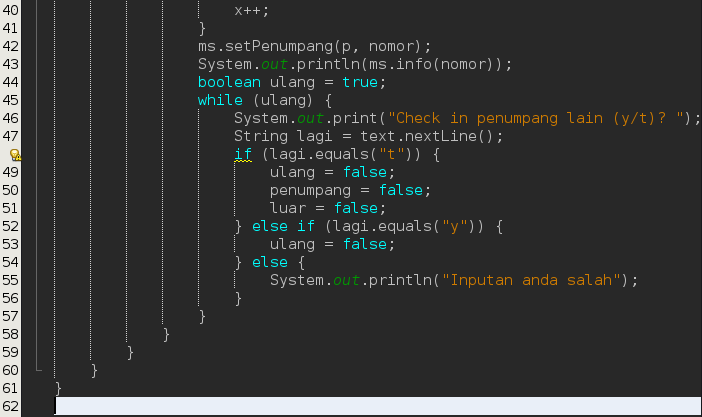 40 x++;
41 }
42 ms.setPenumpang(p, nomor);
43 System.out.println(ms.info(nomor));
44 boolean ulang = true;
45 while (ulang) {
46 System.out.print("Check in penumpang lain (y/t)? ");
47 String lagi = text.nextLine();
if (lagi.equals("t")) {
49 ulang = false;
50 penumpang = false;
51 luar = false;
52 } else if (lagi.equals("y")) {
53 ulang = false;
54 } else {
55 System.out.println("Inputan anda salah");
56 }
57 }
58 }
59 }
60 }
61 }
62